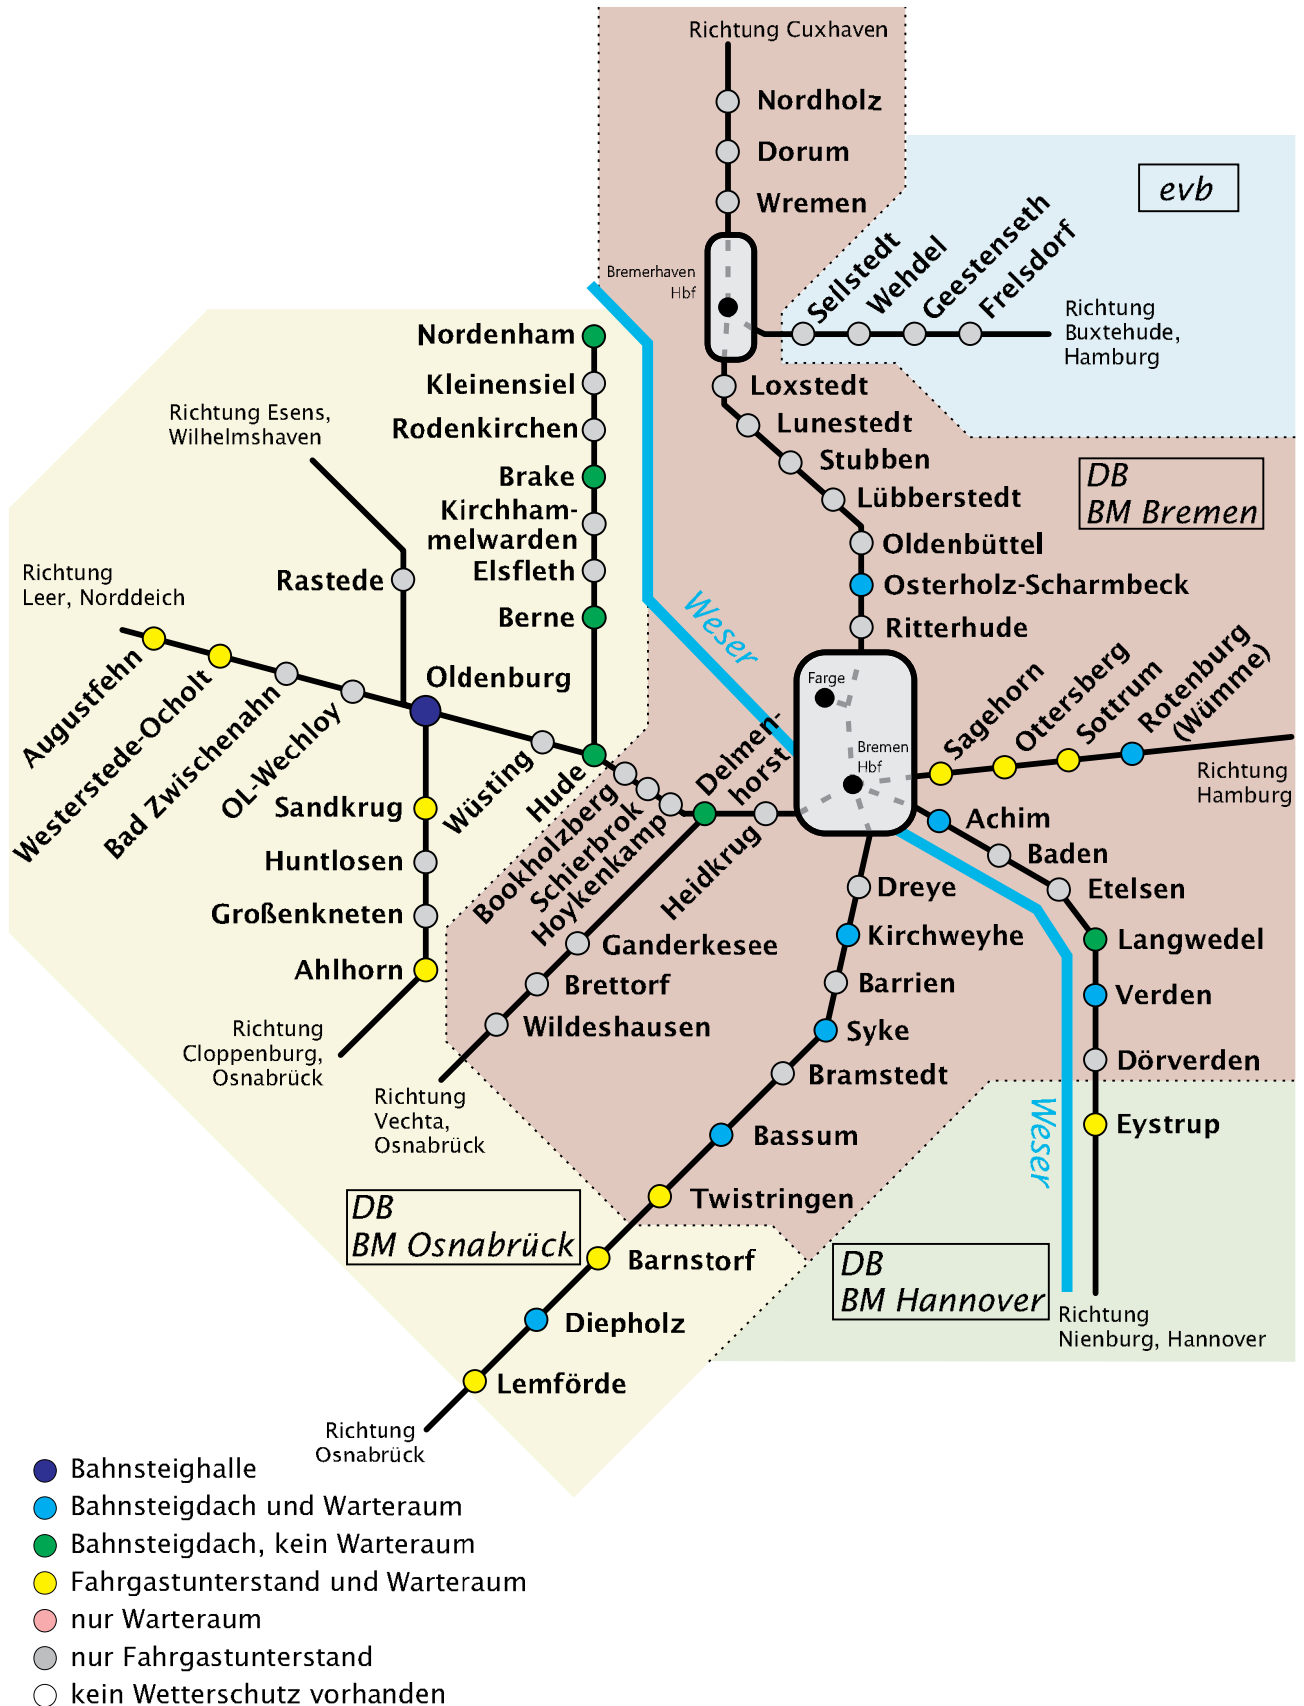 Richtung Cuxhaven
Nordholz
Dorum
Wremen
evb
Bremerhaven
Hbf
Sellstedt
Wehdel
Geestenseth
Frelsdorf
Richtung
Buxtehude,
Hamburg
Nordenham
Kleinensiel
Rodenkirchen
Brake
Kirchham-
melwarden
Elsfleth
Berne
Richtung Esens,
Wilhelmshaven
Loxstedt
Lunestedt
Stubben
Lübberstedt
Oldenbüttel
Osterholz-Scharmbeck
Ritterhude
DB
BM Bremen
Richtung
Leer, Norddeich
Rastede
Weser
Augustfehn
Westerstede-Ocholt
Bad Zwischenahn
OL-Wechloy
Oldenburg
Wüsting
Hude
Bookholzberg
Schierbrok
Hoykenkamp
Delmen-
horst
Heidkrug
Farge
Bremen
Hbf
Sagehorn
Ottersberg
Sottrum
Rotenburg
(Wümme)
Richtung
Hamburg
Sandkrug
Huntlosen
Großenkneten
Ahlhorn
Richtung
Cloppenburg,
Osnabrück
Ganderkesee
Brettorf
Wildeshausen
Richtung
Vechta,
Osnabrück
Achim
Baden
Etelsen
Langwedel
Verden
Dörverden
Eystrup
Weser
Dreye
Kirchweyhe
Barrien
Syke
Bramstedt
Bassum
Twistringen
Barnstorf
Diepholz
Lemförde
DB
BM Osnabrück
DB
BM Hannover
Richtung
Nienburg, Hannover
Richtung
Osnabrück
Bahnsteighalle
Bahnsteigdach und Warteraum
Bahnsteigdach, kein Warteraum
Fahrgastunterstand und Warteraum
nur Warteraum
nur Fahrgastunterstand
kein Wetterschutz vorhanden